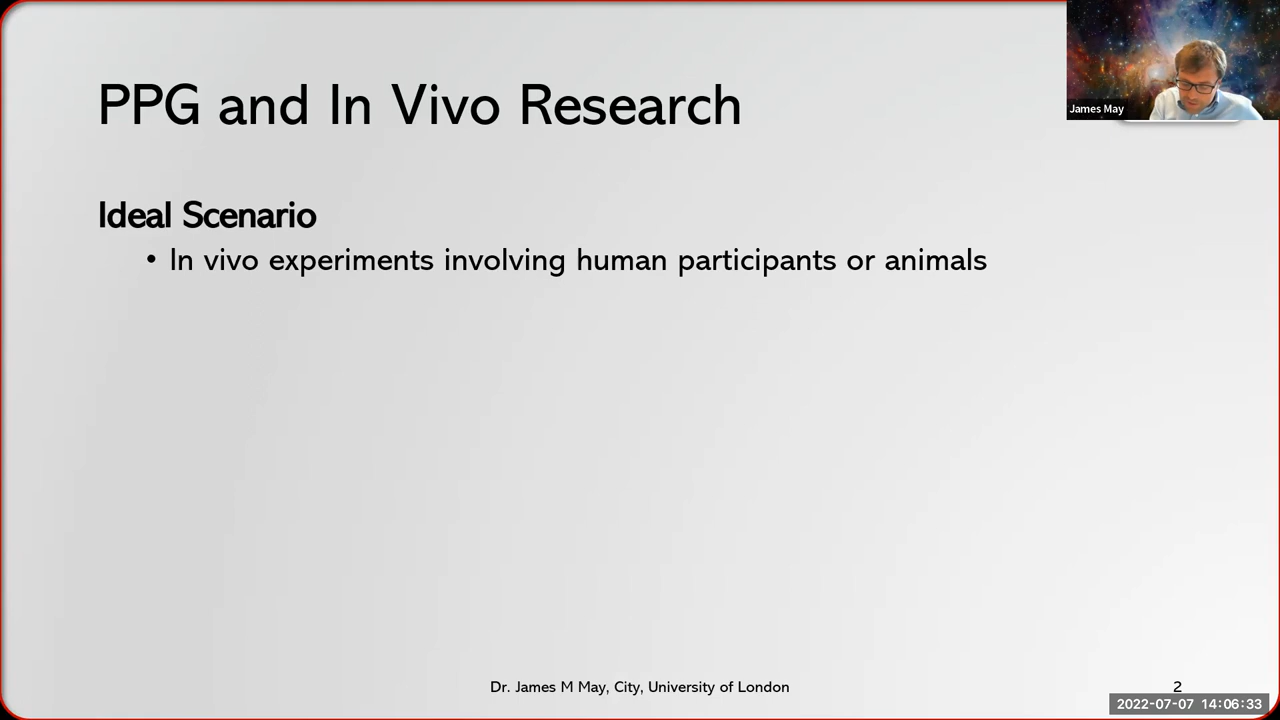 PPG and In Vivo Research
James May
Ideal Scenario
• In vivo experiments involving human participants or animals
Dr. James M May, City, University of London
2
2022-07-07 14:06:33